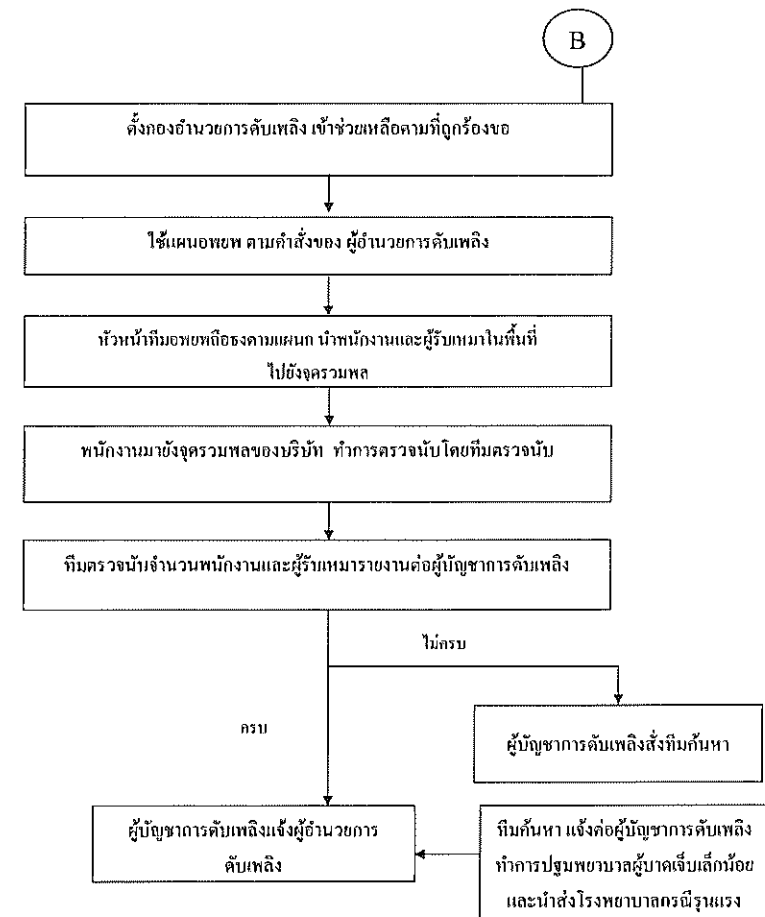 B
ตั้งกองอำนวยการดับเพลิง เข้าช่วยเหลือตามที่ถูกร้องขอ
ใช้แผนอพยพ ตามคำสั่งของ ผู้อำนวยการดับเพลิง
หัวหน้าทีมอพยพถือธงตามแผนก นำพนักงานและผู้รับเหมาในพื้นที่
ไปยังจุดรวมพล
พนักงานมายังจุดรวมพลของบริษัท ทำการตรวจนับโดยทีมตรวจนับ
ทีมตรวจนับจำนวนพนักงานและผู้รับเหมารายงานต่อผู้บัญชาการดับเพลิง
ไม่ครบ
ครบ
ผู้บัญชาการดับเพลิงสั่งทีมค้นหา
ผู้บัญชาการดับเพลิงแจ้งผู้อำนวยการ
ดับเพลิง
ทีมค้นหา แจ้งต่อผู้บัญชาการดับเพลิง
ทำการปฐมพยาบาลผู้บาดเจ็บเล็กน้อย
และนำส่งโรงพยาบาลกรณีรุนแรง